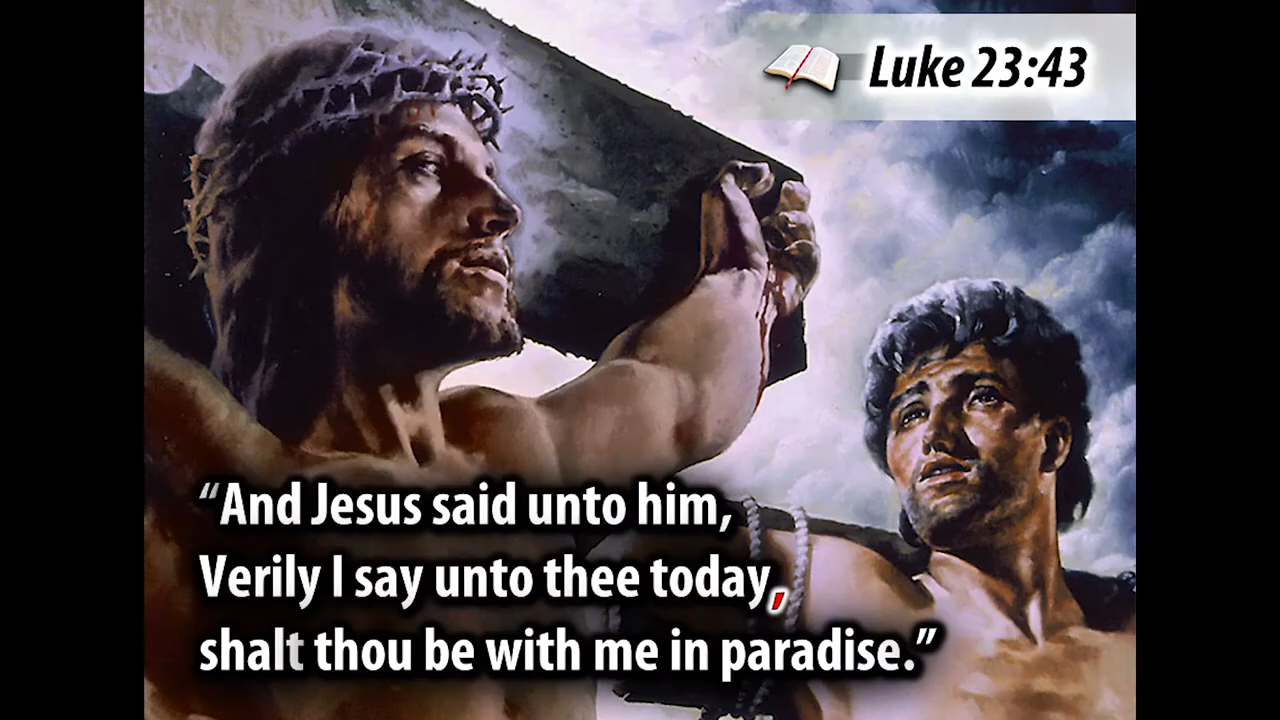 Luke 23:43
“And Jesus said unto him,
Verily I say unto thee today,
shalt thou be with me in paradise.”